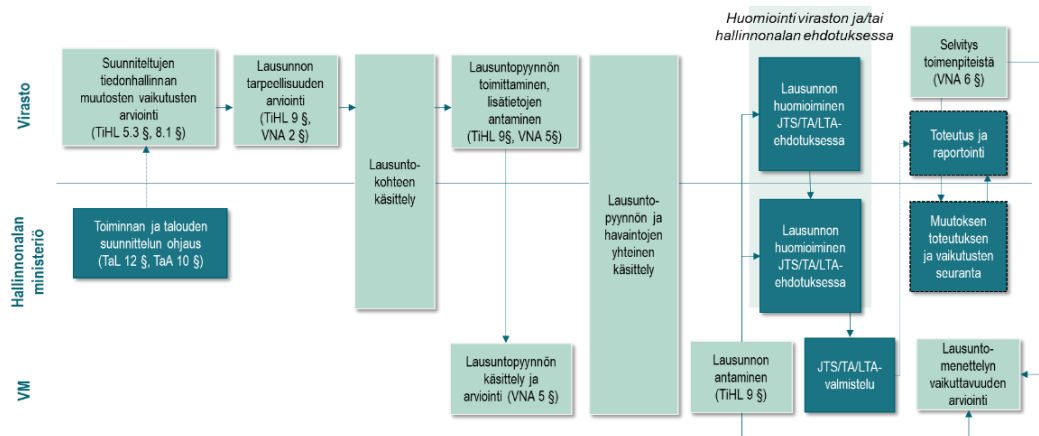 Huomiointi viraston ja/tai
hallinnonalan ehdotuksessa
Virasto
Suunniteltujen
tiedonhallinnan
muutosten vaikutusten
arviointi
(TiHL 5.3 §, 8.1 §)
Lausunnon
tarpeellisuuden
arviointi
(TiHL 9 §,
VNA 2 §)
Lausunto-
kohteen
käsittely
Lausuntopyynnön
toimittaminen,
lisätietojen
antaminen
(TiHL 9§, VNA 5§)
Lausunto-
pyynnön ja
havaintojen
yhteinen
käsittely
Lausunnon
huomioiminen
JTS/TA/LTA-
ehdotuksessa
Selvitys
toimenpiteistä
(VNA 6 §)
Toteutus ja
raportointi
Hallinnonalan
ministeriö
Toiminnan ja talouden
suunnittelun ohjaus
(TaL 12 §, TaA 10 §)
Lausunnon
huomioiminen
JTS/TA/LTA-
ehdotuksessa
Muutoksen
toteutuksen
ja vaikutusten
seuranta
VM
Lausuntopyynnön
käsittely ja
arviointi (VNA 5 §)
Lausunnon
antaminen
(TiHL 9 §)
JTS/TA/LTA-
valmistelu
Lausunto-
menettelyn
vaikuttavuuden
arviointi